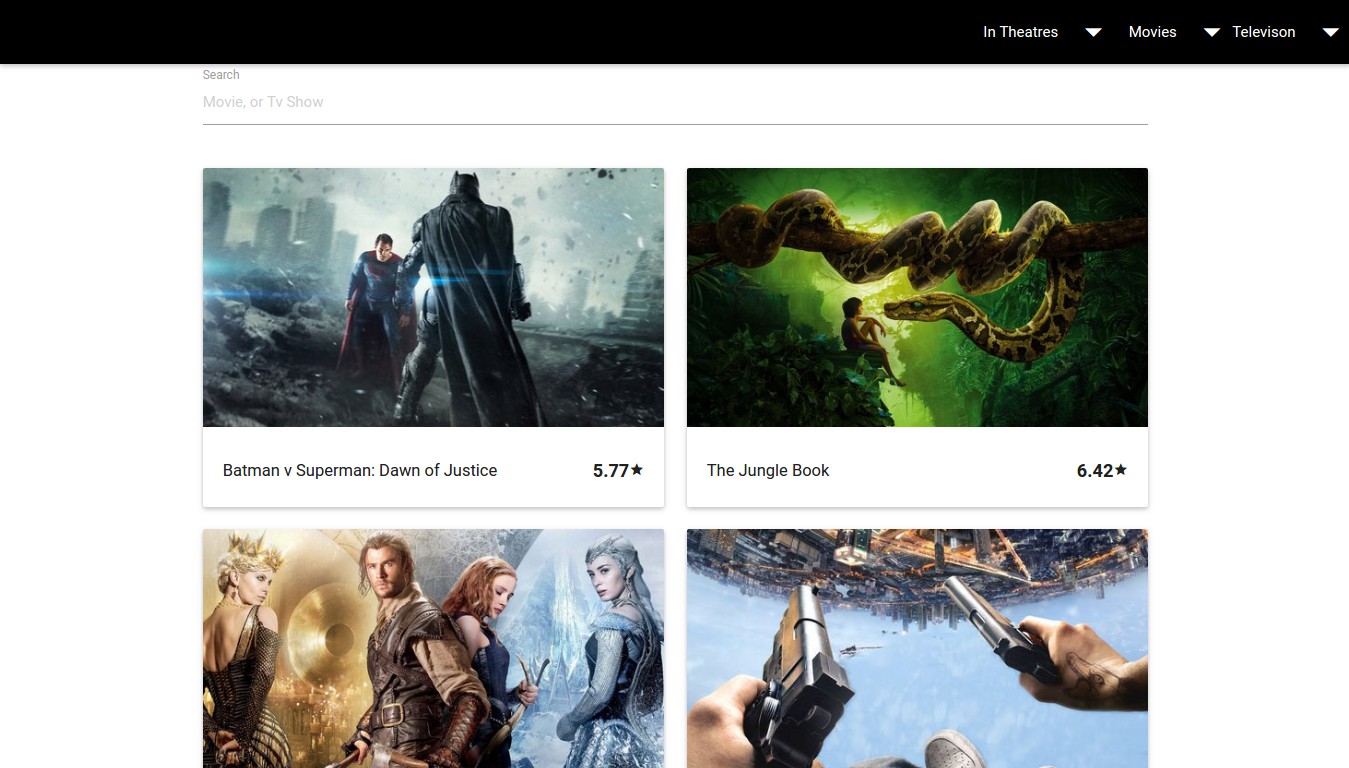 In Theatres Movies Televison
Search
Movie, or Tv Show
Batman v Superman: Dawn of Justice 5.77★
The Jungle Book 6.42★